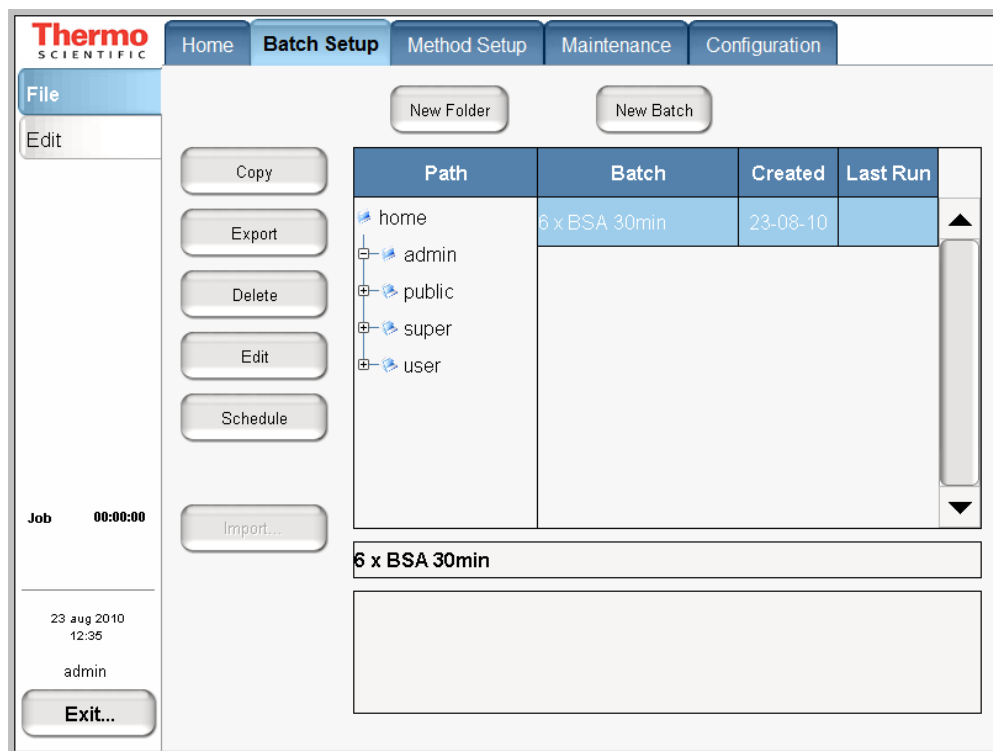 Thermo
SCIENTIFIC
Home
Batch Setup
Method Setup
Maintenance
Configuration
File
Edit
New Folder
New Batch
Copy
Export
Delete
Edit
Schedule
Import...
Path
Batch
Created
Last Run
home
admin
public
super
user
6 x BSA 30min
23-08-10
6 x BSA 30min
Job 00:00:00
23 aug 2010
12:35
admin
Exit...